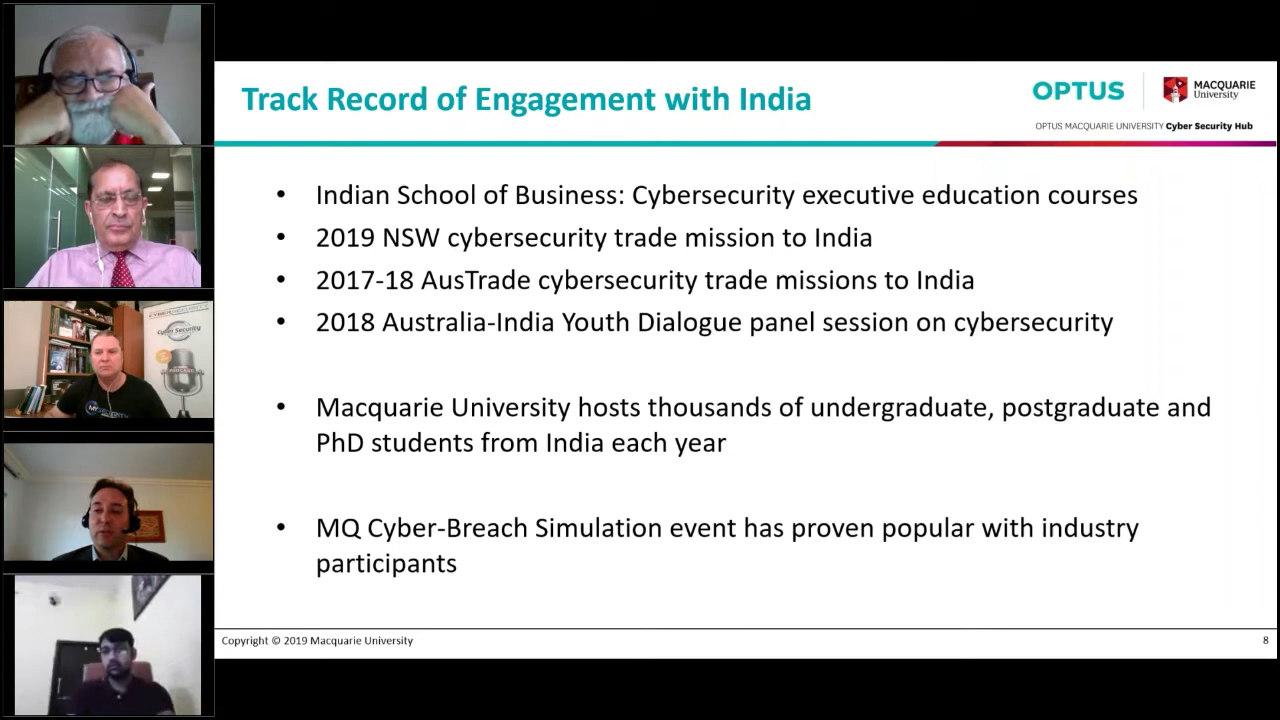 Track Record of Engagement with India
OPTUS
MACQUARIE
University
OPTUS MACQUARIE UNIVERSITY Cyber Security Hub
• Indian School of Business: Cybersecurity executive education courses
• 2019 NSW cybersecurity trade mission to India
• 2017-18 AusTrade cybersecurity trade missions to India
• 2018 Australia-India Youth Dialogue panel session on cybersecurity
• Macquarie University hosts thousands of undergraduate, postgraduate and
PhD students from India each year
• MQ Cyber-Breach Simulation event has proven popular with industry
participants
Copyright © 2019 Macquarie University
8
Cyber Security